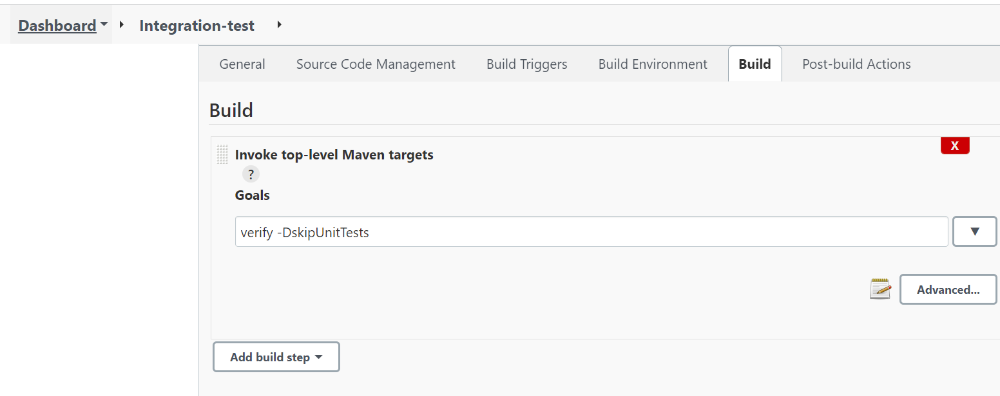 Dashboard Integration-test
General Source Code Management Build Triggers Build Environment Build Post-build Actions
Build
Invoke top-level Maven targets
X
?
Goals
verify -DskipUnitTests
Advanced...
Add build step